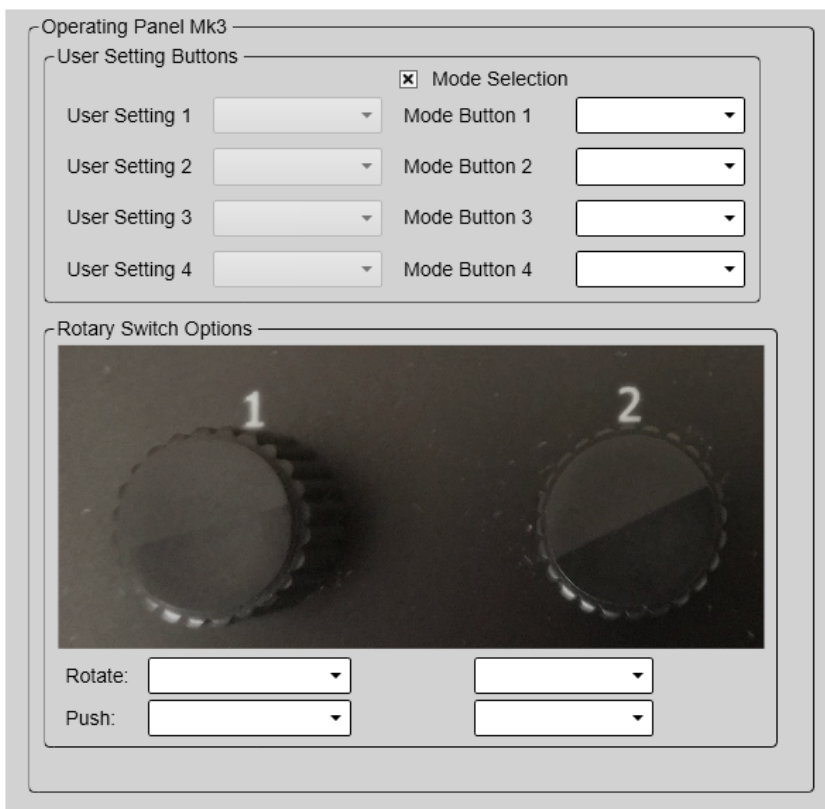 Operating Panel Mk3
User Setting Buttons
Mode Selection
User Setting 1 Mode Button 1
User Setting 2 Mode Button 2
User Setting 3 Mode Button 3
User Setting 4 Mode Button 4
Rotary Switch Options
1 2
Rotate:
Push: